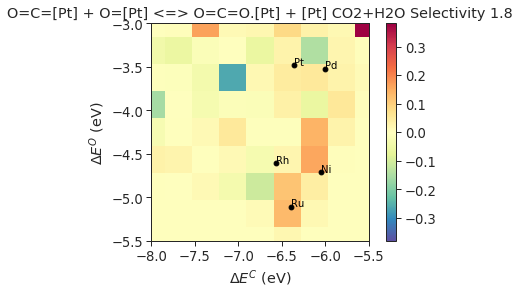 O=C=[Pt] + O=[Pt] <=> O=C=O.[Pt] + [Pt] CO2+H2O Selectivity 1.8
−3.0
−3.5
−4.0
−4.5
−5.0
−5.5
ΔE^O (eV)
Pt
Pd
Rh
Ni
Ru
−8.0 −7.5 −7.0 −6.5 −6.0 −5.5
ΔE^C (eV)
0.3
0.2
0.1
0.0
−0.1
−0.2
−0.3